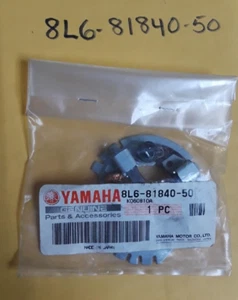 8L6-81840-50
YAMAHA
8L6-81840-50
GENUINE
Parts & Accessories
K060810A
1 PC
YAMAHA MOTOR CO., LTD.
MADE IN JAPAN